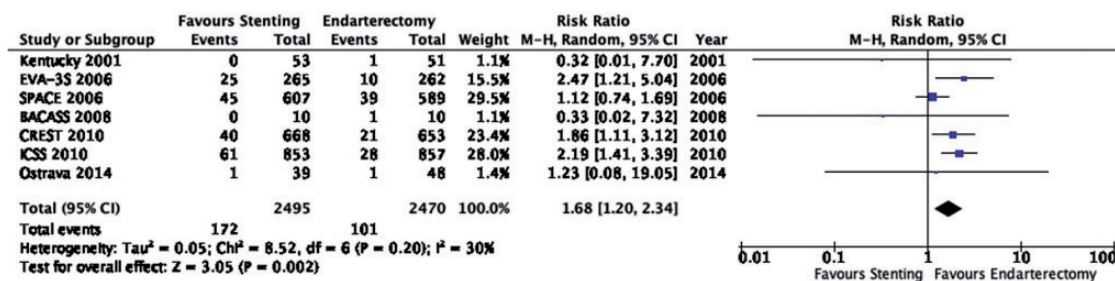 Favours Stenting Endarterectomy Risk Ratio Risk Ratio
Study or Subgroup Events Total Events Total Weight M-H, Random, 95% CI Year M-H, Random, 95% CI
Kentucky 2001 0 53 1 51 1.1% 0.32 [0.01, 7.70] 2001
EVA-3S 2006 25 265 10 262 15.5% 2.47 [1.21, 5.04] 2006
SPACE 2006 45 607 39 589 29.5% 1.12 [0.74, 1.69] 2006
BACASS 2008 0 10 1 10 1.1% 0.33 [0.02, 7.32] 2008
CREST 2010 40 668 21 653 23.4% 1.86 [1.11, 3.12] 2010
ICSS 2010 61 853 28 857 28.0% 2.19 [1.41, 3.39] 2010
Ostrava 2014 1 39 1 48 1.4% 1.23 [0.08, 19.05] 2014
Total (95% CI) 2495 2470 100.0% 1.68 [1.20, 2.34]
Total events 172 101
Heterogeneity: Tau² = 0.05; Chi² = 8.52, df = 6 (P = 0.20); I² = 30%
Test for overall effect: Z = 3.05 (P = 0.002)
0.01 0.1 1 10 100
Favours Stenting Favours Endarterectomy